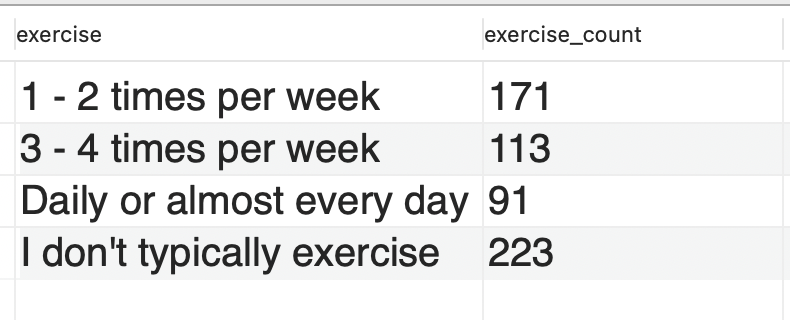 exercise exercise_count
1 - 2 times per week 171
3 - 4 times per week 113
Daily or almost every day 91
I don't typically exercise 223